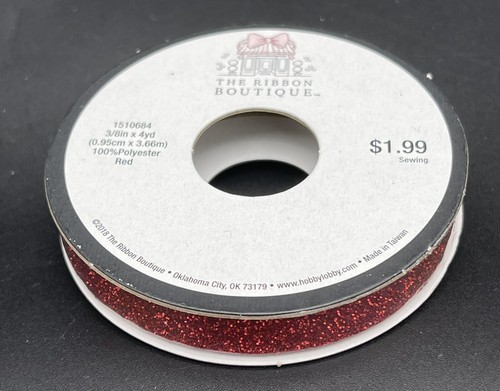 THE RIBBON
BOUTIQUE™
1510684
3/8in x 4yd
(0.95cm x 3.66m)
100%Polyester
Red
$1.99
Sewing
©2018 The Ribbon Boutique • Oklahoma City, OK 73179 • www.hobbylobby.com • Made in Taiwan